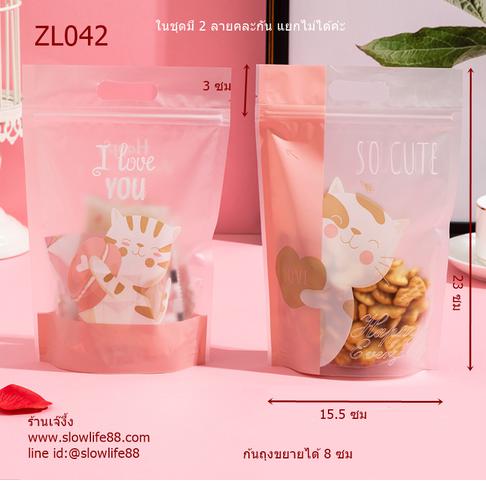 ZL042
ในชุดมี 2 ลายคละกัน แยกไม่ได้ค่ะ
3 ซม
I love
YOU
SO CUTE
LOVE
Happy
Every
23 ซม
15.5 ซม
ร้านเจ๊งั้ง
www.slowlife88.com
line id:@slowlife88
ก้นถุงขยายได้ 8 ซม